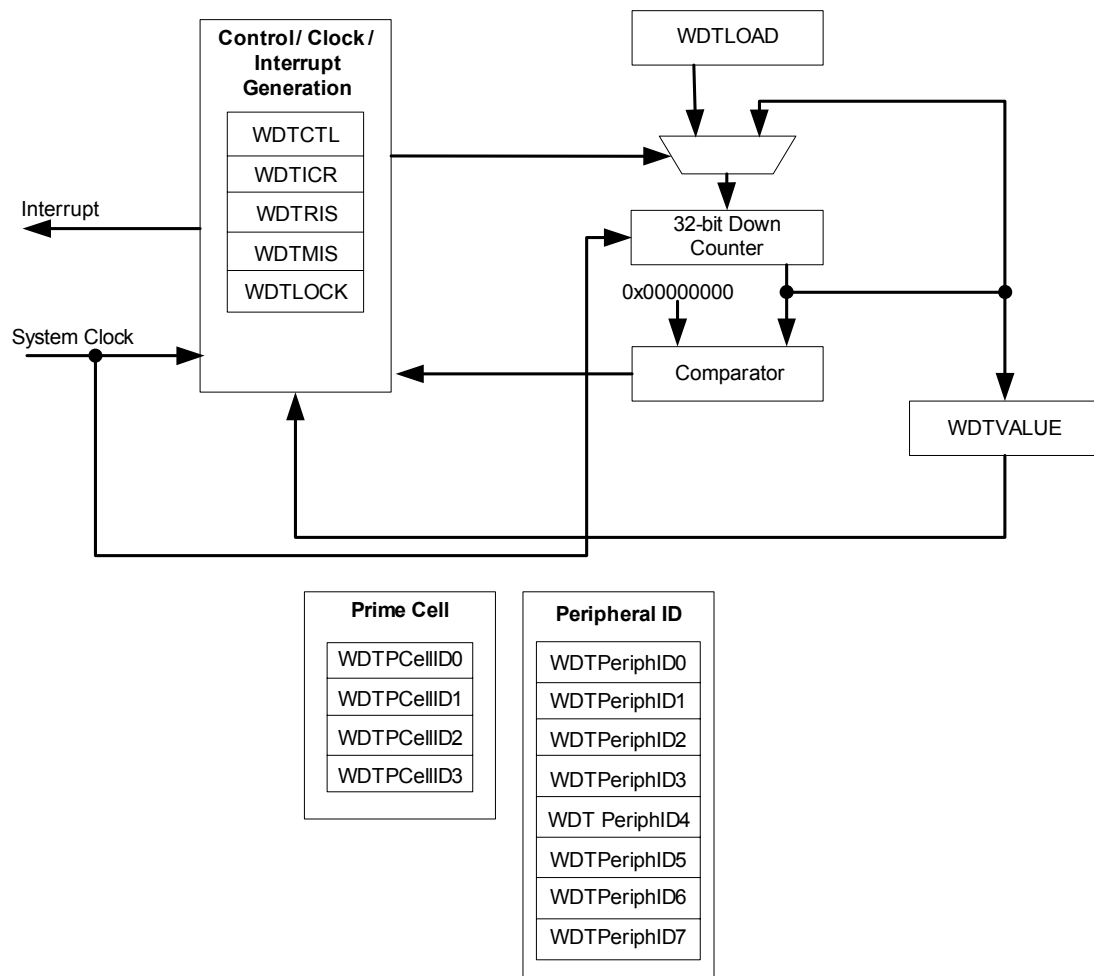 Control/ Clock/
Interrupt
Generation
WDTCTL
WDTICR
WDTRIS
WDTMIS
WDTLOCK
Interrupt
System Clock
WDTLOAD
32-bit Down
Counter
0x00000000
Comparator
WDTVALUE
Prime Cell
WDTPCellID0
WDTPCellID1
WDTPCellID2
WDTPCellID3
Peripheral ID
WDTPeriphID0
WDTPeriphID1
WDTPeriphID2
WDTPeriphID3
WDT PeriphID4
WDTPeriphID5
WDTPeriphID6
WDTPeriphID7